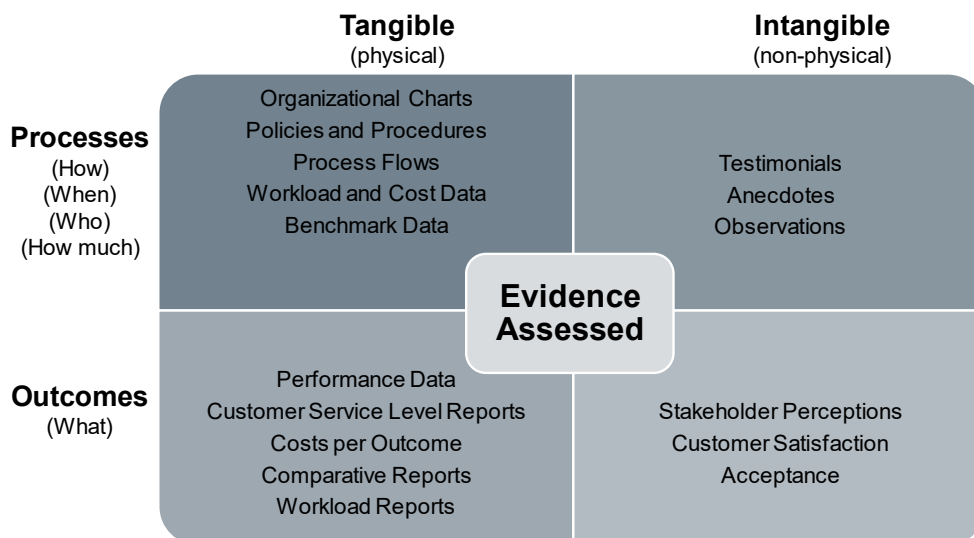 Tangible
(physical)
Intangible
(non-physical)
Processes
(How)
(When)
(Who)
(How much)
Organizational Charts
Policies and Procedures
Process Flows
Workload and Cost Data
Benchmark Data
Testimonials
Anecdotes
Observations
Evidence
Assessed
Outcomes
(What)
Performance Data
Customer Service Level Reports
Costs per Outcome
Comparative Reports
Workload Reports
Stakeholder Perceptions
Customer Satisfaction
Acceptance